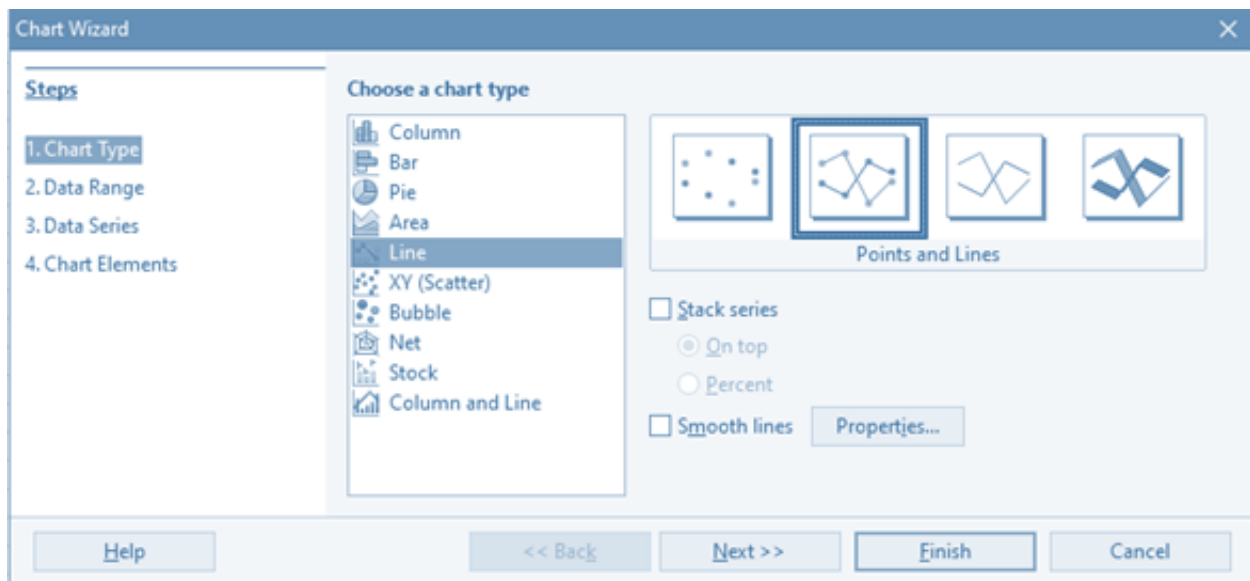 Chart Wizard
Steps
1. Chart Type
2. Data Range
3. Data Series
4. Chart Elements
Choose a chart type
Column
Bar
Pie
Area
Line
XY (Scatter)
Bubble
Net
Stock
Column and Line
Points and Lines
Stack series
On top
Percent
Smooth lines
Properties...
Help
<< Back
Next >>
Finish
Cancel